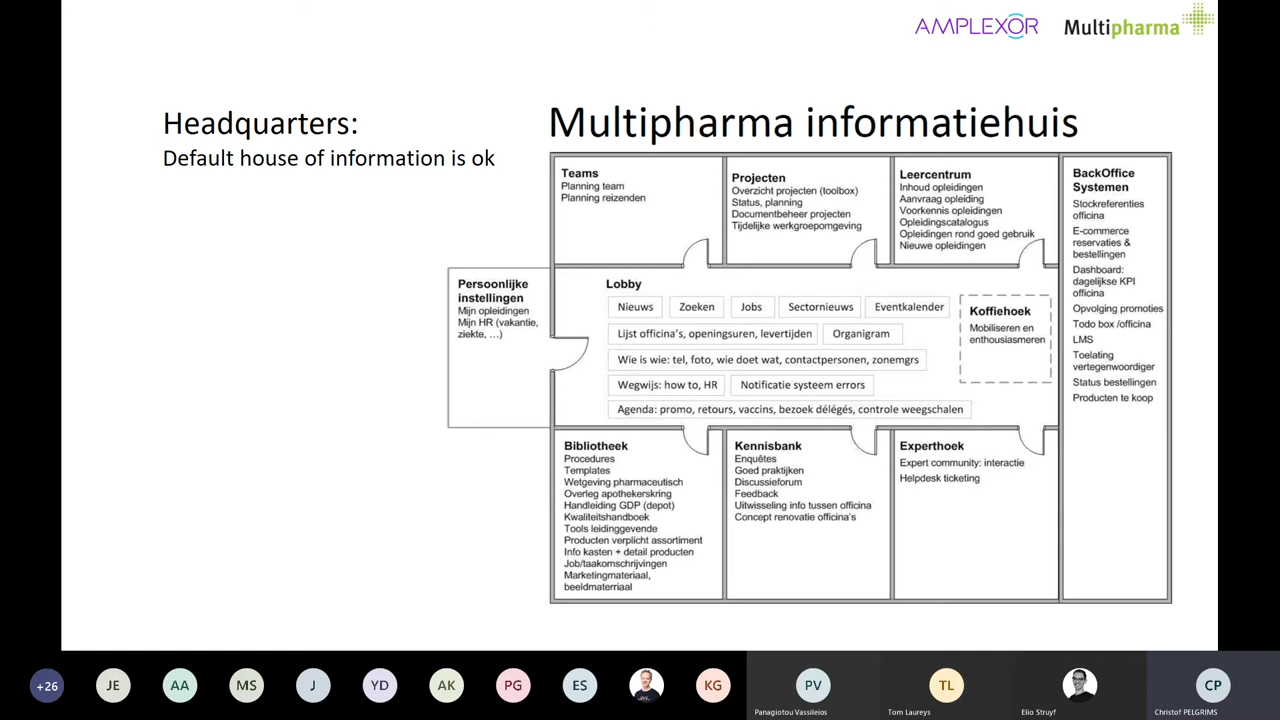 AMPLEXOR
Multipharma
Headquarters:
Default house of information is ok
Multipharma informatiehuis
Teams
Planning team
Planning reizenden
Projecten
Overzicht projecten (toolbox)
Status, planning
Documentbeheer projecten
Tijdelijke werkgroepomgeving
Leercentrum
Inhoud opleidingen
Aanvraag opleiding
Voorkennis opleidingen
Opleidingscatalogus
Opleidingen rond goed gebruik
Nieuwe opleidingen
BackOffice
Systemen
Stockreferenties
officina
E-commerce
reservaties &
bestellingen
Dashboard:
dagelijkse KPI
officina
Opvolging promoties
Todo box /officina
LMS
Toelating
vertegenwoordiger
Status bestellingen
Producten te koop
Persoonlijke
instellingen
Mijn opleidingen
Mijn HR (vakantie,
ziekte, …)
Lobby
Nieuws
Zoeken
Jobs
Sectornieuws
Eventkalender
Lijst officina's, openingsuren, levertijden
Organigram
Wie is wie: tel, foto, wie doet wat, contactpersonen, zonemgrs
Wegwijs: how to, HR
Notificatie systeem errors
Agenda: promo, retours, vaccins, bezoek délégés, controle weegschalen
Koffiehoek
Mobiliseren en
enthousiasmeren
Bibliotheek
Procedures
Templates
Wetgeving pharmaceutisch
Overleg apothekerskring
Handleiding GDP (depot)
Kwaliteitshandboek
Tools leidinggevende
Producten verplicht assortiment
Info kasten + detail producten
Job/taakomschrijvingen
Marketingmateriaal,
beeldmaterriaal
Kennisbank
Enquêtes
Goed praktijken
Discussieforum
Feedback
Uitwisseling info tussen officina
Concept renovatie officina's
Experthoek
Expert community: interactie
Helpdesk ticketing
+26
JE
AA
MS
J
YD
AK
PG
ES
KG
PV
Panagiotou Vassileios
TL
Tom Laureys
Elio Struyf
CP
Christof PELGRIMS